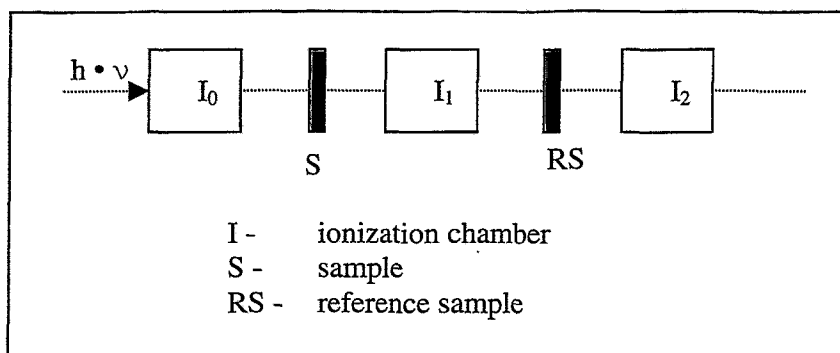 h • ν
I₀
I₁
I₂
S
RS
I - ionization chamber
S - sample
RS - reference sample